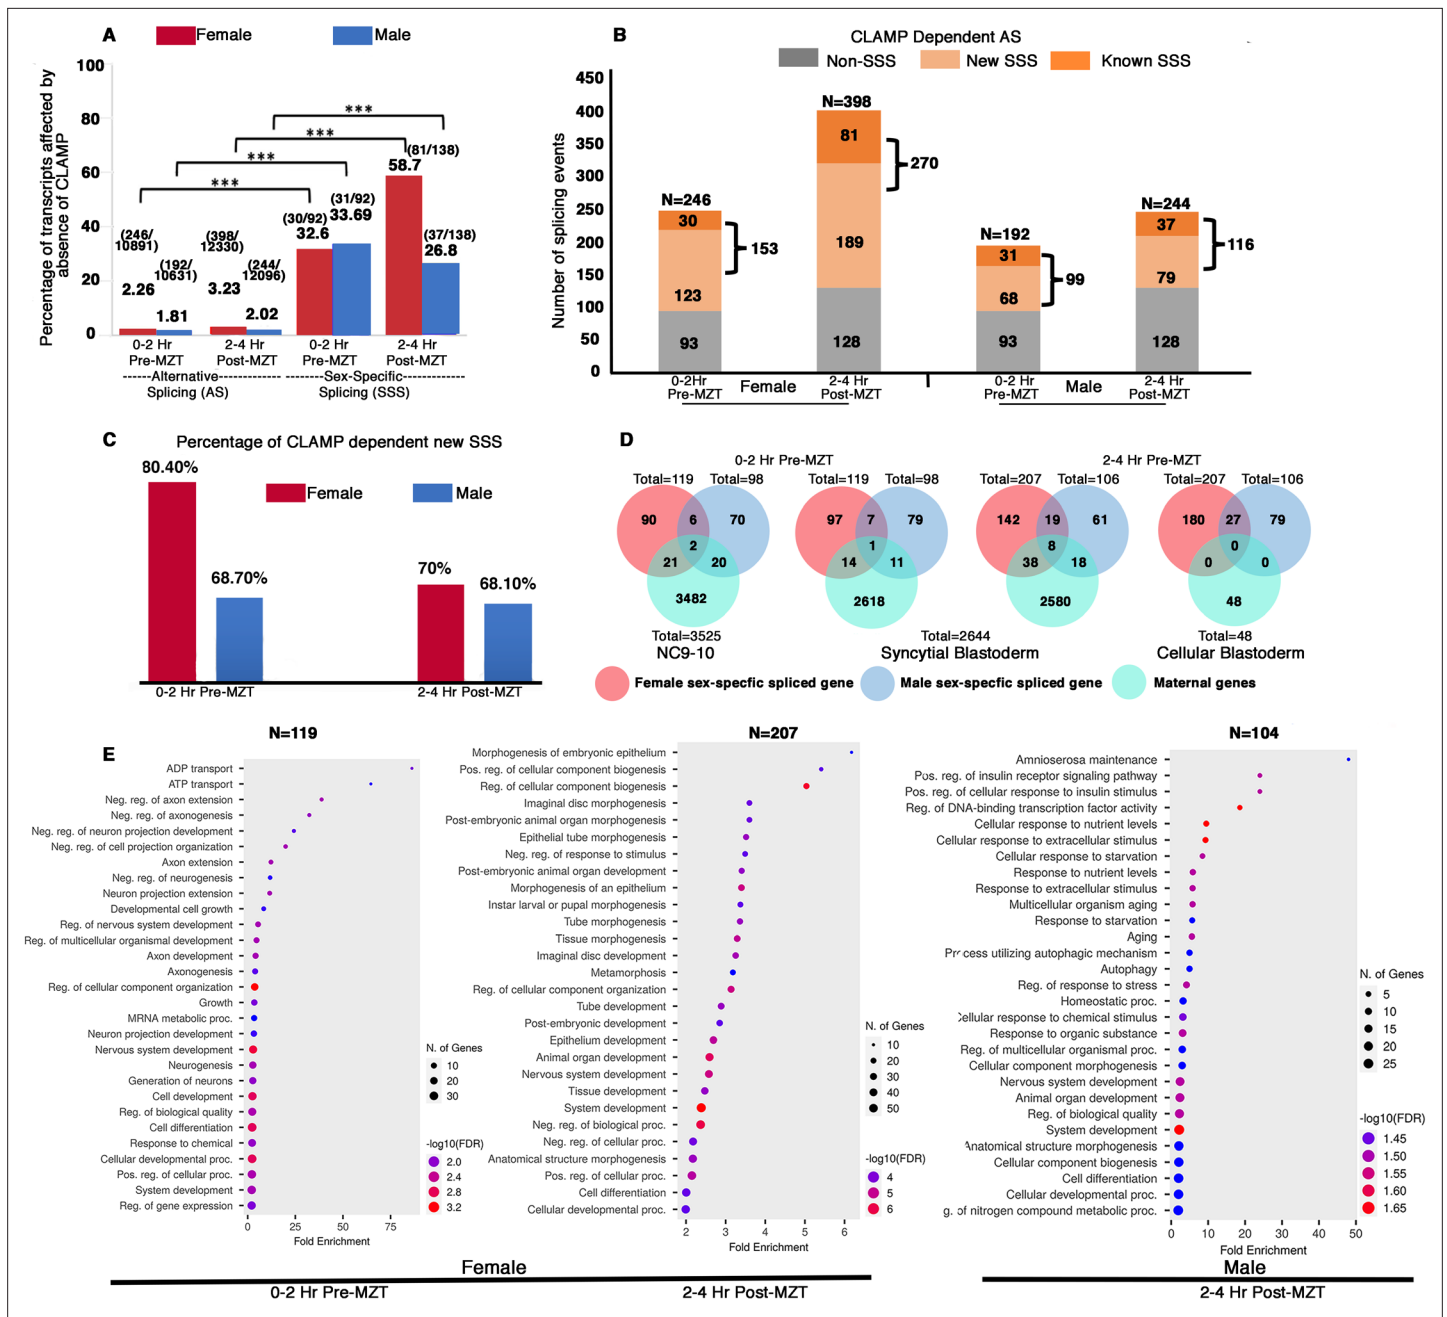 A
Female
Male
Percentage of transcripts affected by
absence of CLAMP
100
80
60
40
20
0
***
***
***
***
(246/
10891)
2.26
(192/
10631)
1.81
(398/
12330)
3.23
(244/
12096)
2.02
(30/92)
32.6
(31/92)
33.69
(81/138)
58.7
(37/138)
26.8
0-2 Hr
Pre-MZT
2-4 Hr
Post-MZT
0-2 Hr
Pre-MZT
2-4 Hr
Post-MZT
Alternative
Splicing (AS)
Sex-Specific
Splicing (SSS)
B
CLAMP Dependent AS
Non-SSS
New SSS
Known SSS
Number of splicing events
450
400
350
300
250
200
150
100
50
0
N=246
30
123
93
153
N=398
81
189
128
270
N=192
31
68
93
99
N=244
37
79
128
116
0-2Hr
Pre-MZT
Female
2-4 Hr
Post-MZT
0-2 Hr
Pre-MZT
Male
2-4 Hr
Post-MZT
C
Percentage of CLAMP dependent new SSS
Female
Male
80.40%
68.70%
70%
68.10%
0-2 Hr Pre-MZT
2-4 Hr Post-MZT
D
0-2 Hr Pre-MZT
2-4 Hr Pre-MZT
Total=119
Total=98
90
6
70
2
21
20
3482
Total=3525
NC9-10
Total=119
Total=98
97
7
79
1
14
11
2618
Total=207
Total=106
142
19
61
8
38
18
2580
Total=2644
Syncytial Blastoderm
Total=207
Total=106
180
27
79
0
0
0
48
Total=48
Cellular Blastoderm
Female sex-specfic spliced gene
Male sex-specfic spliced gene
Maternal genes
E
N=119
ADP transport
ATP transport
Neg. reg. of axon extension
Neg. reg. of axonogenesis
Neg. reg. of neuron projection development
Neg. reg. of cell projection organization
Axon extension
Neg. reg. of neurogenesis
Neuron projection extension
Developmental cell growth
Reg. of nervous system development
Reg. of multicellular organismal development
Axon development
Axonogenesis
Reg. of cellular component organization
Growth
MRNA metabolic proc.
Neuron projection development
Nervous system development
Neurogenesis
Generation of neurons
Cell development
Reg. of biological quality
Cell differentiation
Response to chemical
Cellular developmental proc.
Pos. reg. of cellular proc.
System development
Reg. of gene expression
0
25
50
75
Fold Enrichment
N. of Genes
10
20
30
-log10(FDR)
2.0
2.4
2.8
3.2
N=207
Morphogenesis of embryonic epithelium
Pos. reg. of cellular component biogenesis
Reg. of cellular component biogenesis
Imaginal disc morphogenesis
Post-embryonic animal organ morphogenesis
Epithelial tube morphogenesis
Neg. reg. of response to stimulus
Post-embryonic animal organ development
Morphogenesis of an epithelium
Instar larval or pupal morphogenesis
Tube morphogenesis
Tissue morphogenesis
Imaginal disc development
Metamorphosis
Reg. of cellular component organization
Tube development
Post-embryonic development
Epithelium development
Animal organ development
Nervous system development
Tissue development
System development
Neg. reg. of biological proc.
Neg. reg. of cellular proc.
Anatomical structure morphogenesis
Pos. reg. of cellular proc.
Cell differentiation
Cellular developmental proc.
2
3
4
5
6
Fold Enrichment
N. of Genes
10
20
30
40
50
-log10(FDR)
4
5
6
N=104
Amnioserosa maintenance
Pos. reg. of insulin receptor signaling pathway
Pos. reg. of cellular response to insulin stimulus
Reg. of DNA-binding transcription factor activity
Cellular response to nutrient levels
Cellular response to extracellular stimulus
Cellular response to starvation
Response to nutrient levels
Response to extracellular stimulus
Multicellular organism aging
Response to starvation
Aging
utilizing autophagic mechanism
Autophagy
Reg. of response to stress
Homeostatic proc.
Cellular response to chemical stimulus
Response to organic substance
Reg. of multicellular organismal proc.
Cellular component morphogenesis
Nervous system development
Animal organ development
Reg. of biological quality
System development
Anatomical structure morphogenesis
Cellular component biogenesis
Cell differentiation
Cellular developmental proc.
g. of nitrogen compound metabolic proc.
0
10
20
30
40
50
Fold Enrichment
N. of Genes
5
10
15
20
25
-log10(FDR)
1.45
1.50
1.55
1.60
1.65
Female
Male
0-2 Hr Pre-MZT
2-4 Hr Post-MZT
2-4 Hr Post-MZT